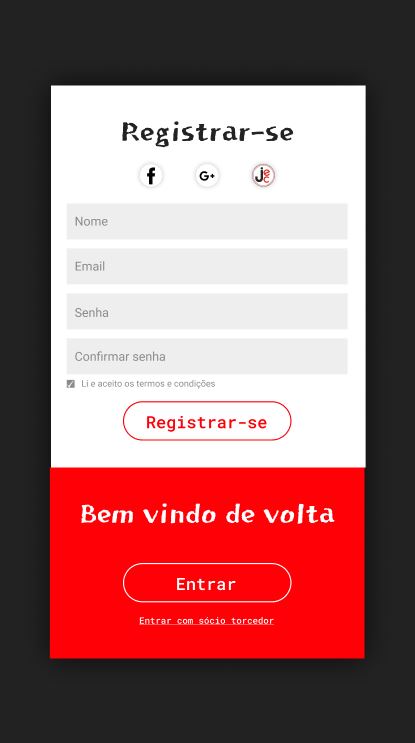 Registrar-se
f G+ jec
Nome
Email
Senha
Confirmar senha
Li e aceito os termos e condições
Registrar-se
Bem vindo de volta
Entrar
Entrar com sócio torcedor